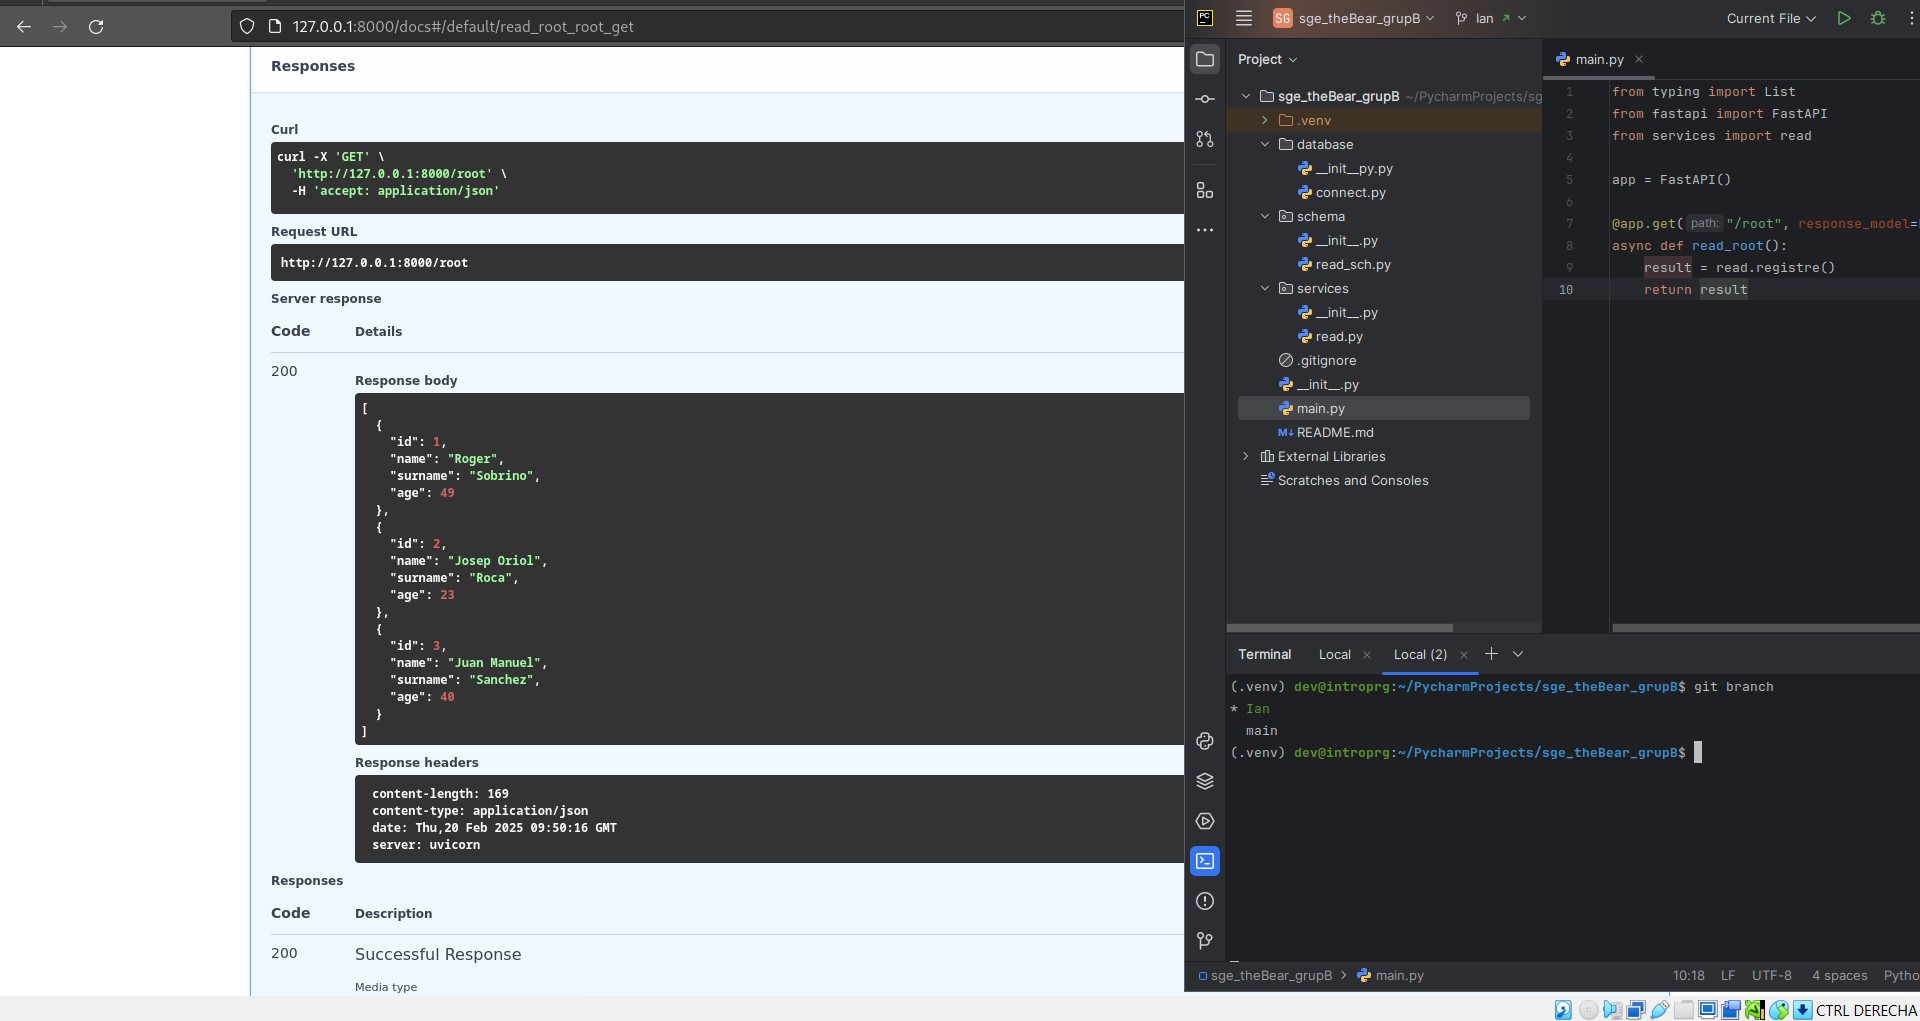 127.0.0.1:8000/docs#/default/read_root_root_get
Responses
Curl
curl -X 'GET' \
'http://127.0.0.1:8000/root' \
-H 'accept: application/json'
Request URL
http://127.0.0.1:8000/root
Server response
Code Details
200
Response body
[
{
"id": 1,
"name": "Roger",
"surname": "Sobrino",
"age": 49
},
{
"id": 2,
"name": "Josep Oriol",
"surname": "Roca",
"age": 23
},
{
"id": 3,
"name": "Juan Manuel",
"surname": "Sanchez",
"age": 40
}
]
Response headers
content-length: 169
content-type: application/json
date: Thu,20 Feb 2025 09:50:16 GMT
server: uvicorn
Responses
Code Description
200 Successful Response
Media type
PC SG sge_theBear_grupB Ian Current File
Project
sge_theBear_grupB ~/PycharmProjects/sg
.venv
database
__init__py.py
connect.py
schema
__init__.py
read_sch.py
services
__init__.py
read.py
.gitignore
__init__.py
main.py
M↓ README.md
External Libraries
Scratches and Consoles
main.py
1 from typing import List
2 from fastapi import FastAPI
3 from services import read
4
5 app = FastAPI()
6
7 @app.get( path: "/root", response_model=
8 async def read_root():
9 result = read.registre()
10 return result
Terminal Local Local (2)
(.venv) dev@introprg:~/PycharmProjects/sge_theBear_grupB$ git branch
* Ian
main
(.venv) dev@introprg:~/PycharmProjects/sge_theBear_grupB$
sge_theBear_grupB main.py 10:18 LF UTF-8 4 spaces Pytho
CTRL DERECHA